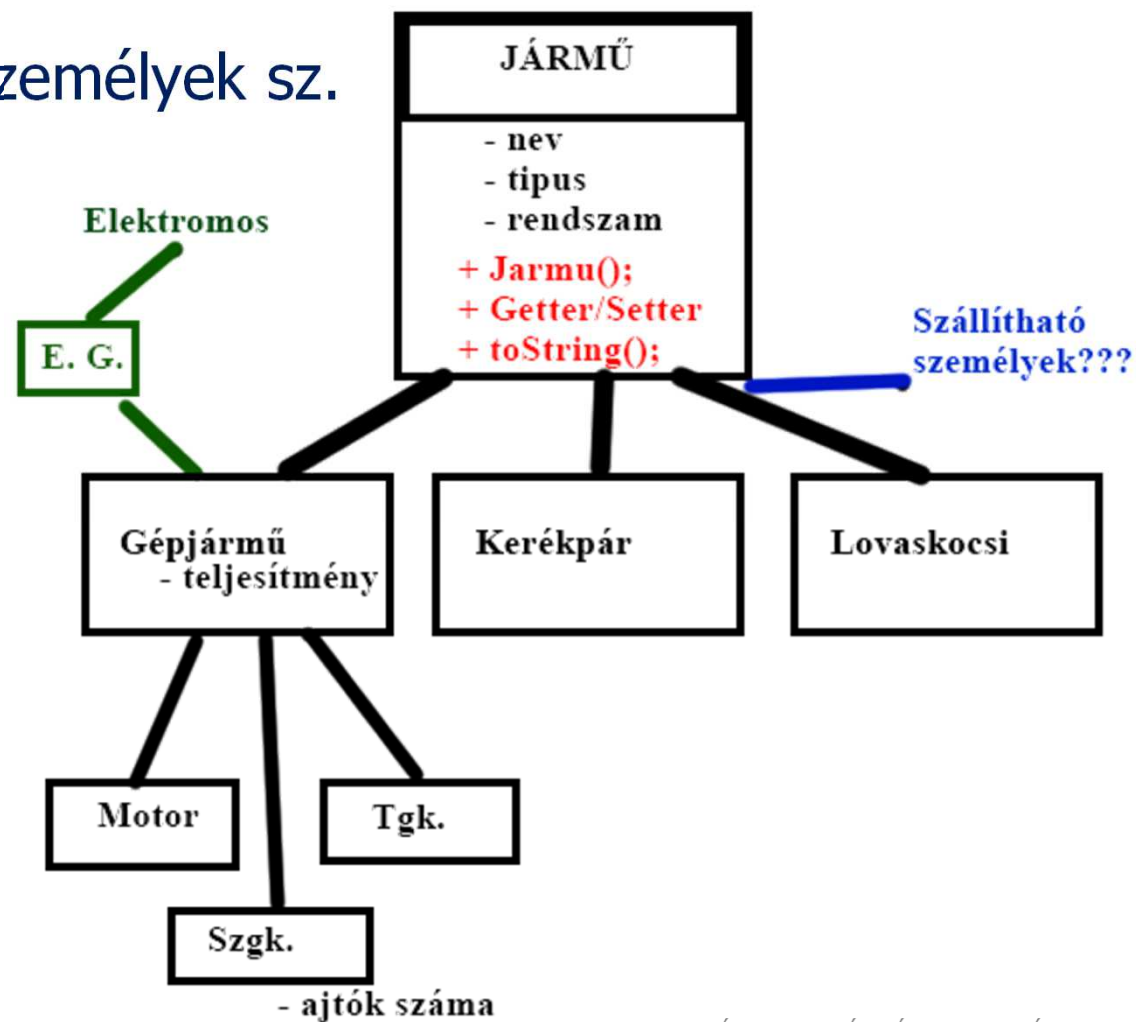 zemélyek sz.
JÁRMŰ
- nev
- tipus
- rendszam
+ Jarmu();
+ Getter/Setter
+ toString();
Elektromos
E. G.
Szállítható
személyek???
Gépjármű
- teljesítmény
Kerékpár
Lovaskocsi
Motor
Tgk.
Szgk.
- ajtók száma